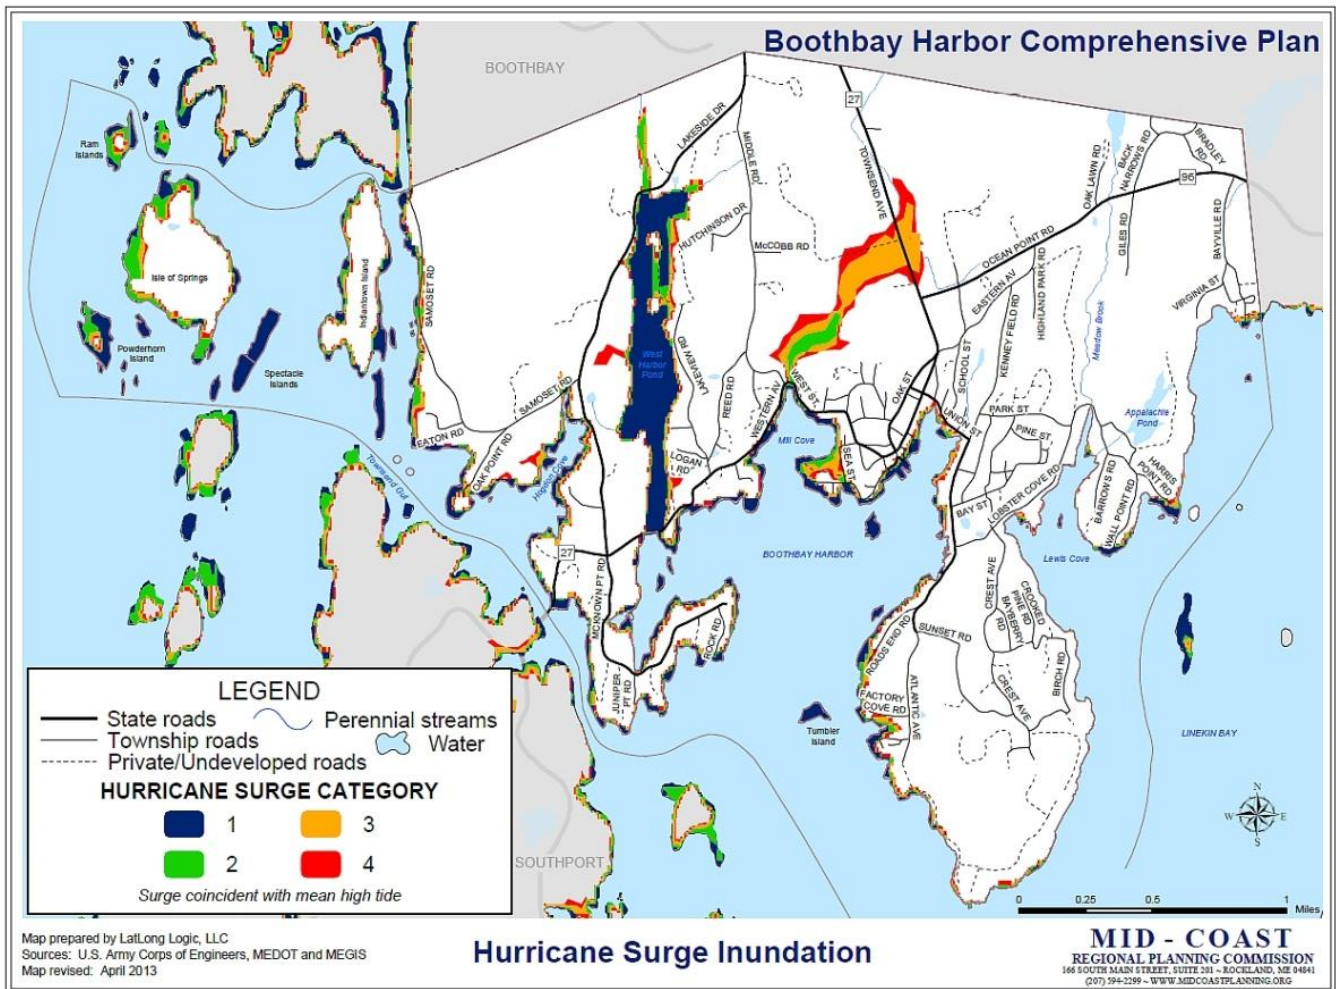 Boothbay Harbor Comprehensive Plan
BOOTHBAY
27
LAKESIDE DR
MIDDLE RD
TOWNSEND AVE
OAK LAWN RD
BACK
NARROWS RD
BRADLEY
RD
96
Ram
Islands
HUTCHINSON DR
McCOBB RD
OCEAN POINT RD
GILES RD
BAYVILLE RD
Isle of Springs
Indiantown Island
SAMOSET RD
EASTERN AV
HIGHLAND PARK RD
VIRGINIA ST
KENNEY FIELD RD
Meadow Brook
Powderhorn
Island
Spectacle
Islands
West
Harbor
Pond
LAKEVIEW RD
REED RD
WESTERN AV
WEST ST
OAK ST
SCHOOL ST
SAMOSET RD
EATON RD
OAK POINT RD
UNION ST
PARK ST
PINE ST
Appalachie
Pond
Mill Cove
SEA ST
LOGAN
RD
Townsend Gut
Hodgdon Cove
BAY ST
LOBSTER COVE RD
BARROWS RD
WALL POINT RD
HARRIS
POINT RD
27
BOOTHBAY HARBOR
Lewis Cove
MCKNOWN PT RD
ROCK RD
JUNIPER
PT RD
CREST AVE
CROOKED
PINE RD
BAYBERRY
RD
SUNSET RD
ROADS END RD
BIRCH RD
CREST AVE
FACTORY
COVE RD
ATLANTIC AVE
Tumbler
Island
LINEKIN BAY
SOUTHPORT
LEGEND
State roads
Perennial streams
Township roads
Water
Private/Undeveloped roads
HURRICANE SURGE CATEGORY
1
3
2
4
Surge coincident with mean high tide
N
W
E
S
0
0.25
0.5
1
Miles
Map prepared by LatLong Logic, LLC
Sources: U.S. Army Corps of Engineers, MEDOT and MEGIS
Map revised: April 2013
Hurricane Surge Inundation
MID - COAST
REGIONAL PLANNING COMMISSION
166 SOUTH MAIN STREET, SUITE 201 ~ ROCKLAND, ME 04841
(207) 594-2299 ~ WWW.MIDCOASTPLANNING.ORG